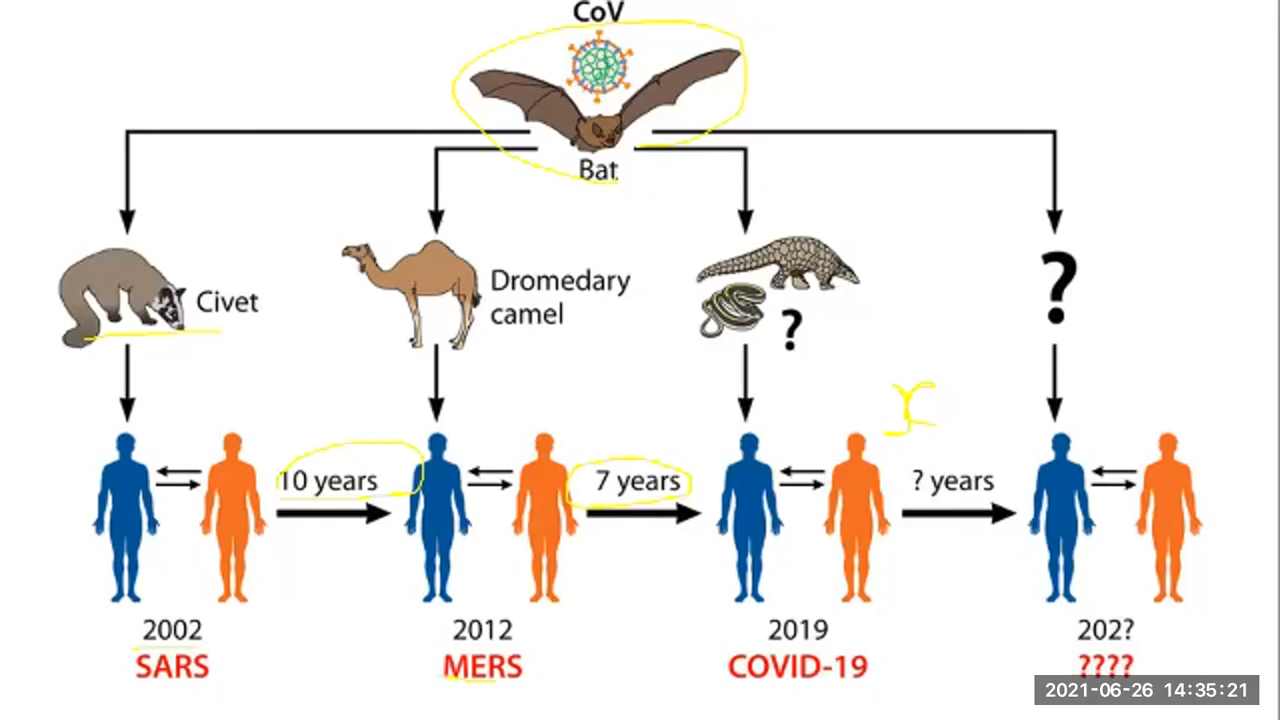 CoV
Bat
Civet
Dromedary
camel
?
?
10 years
7 years
? years
2002
2012
2019
202?
SARS
MERS
COVID-19
????
2021-06-26 14:35:21